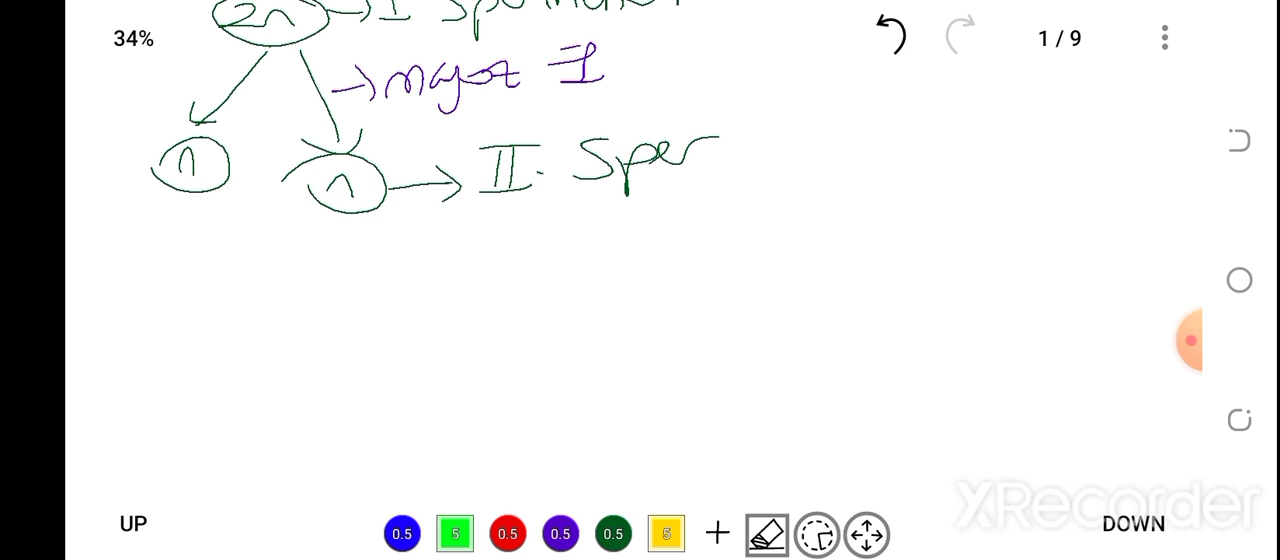 34%
1 / 9
2n → I
→ I
n
n → II. Sper
UP
0.5 5 0.5 0.5 0.5 5 +
DOWN
XRecorder